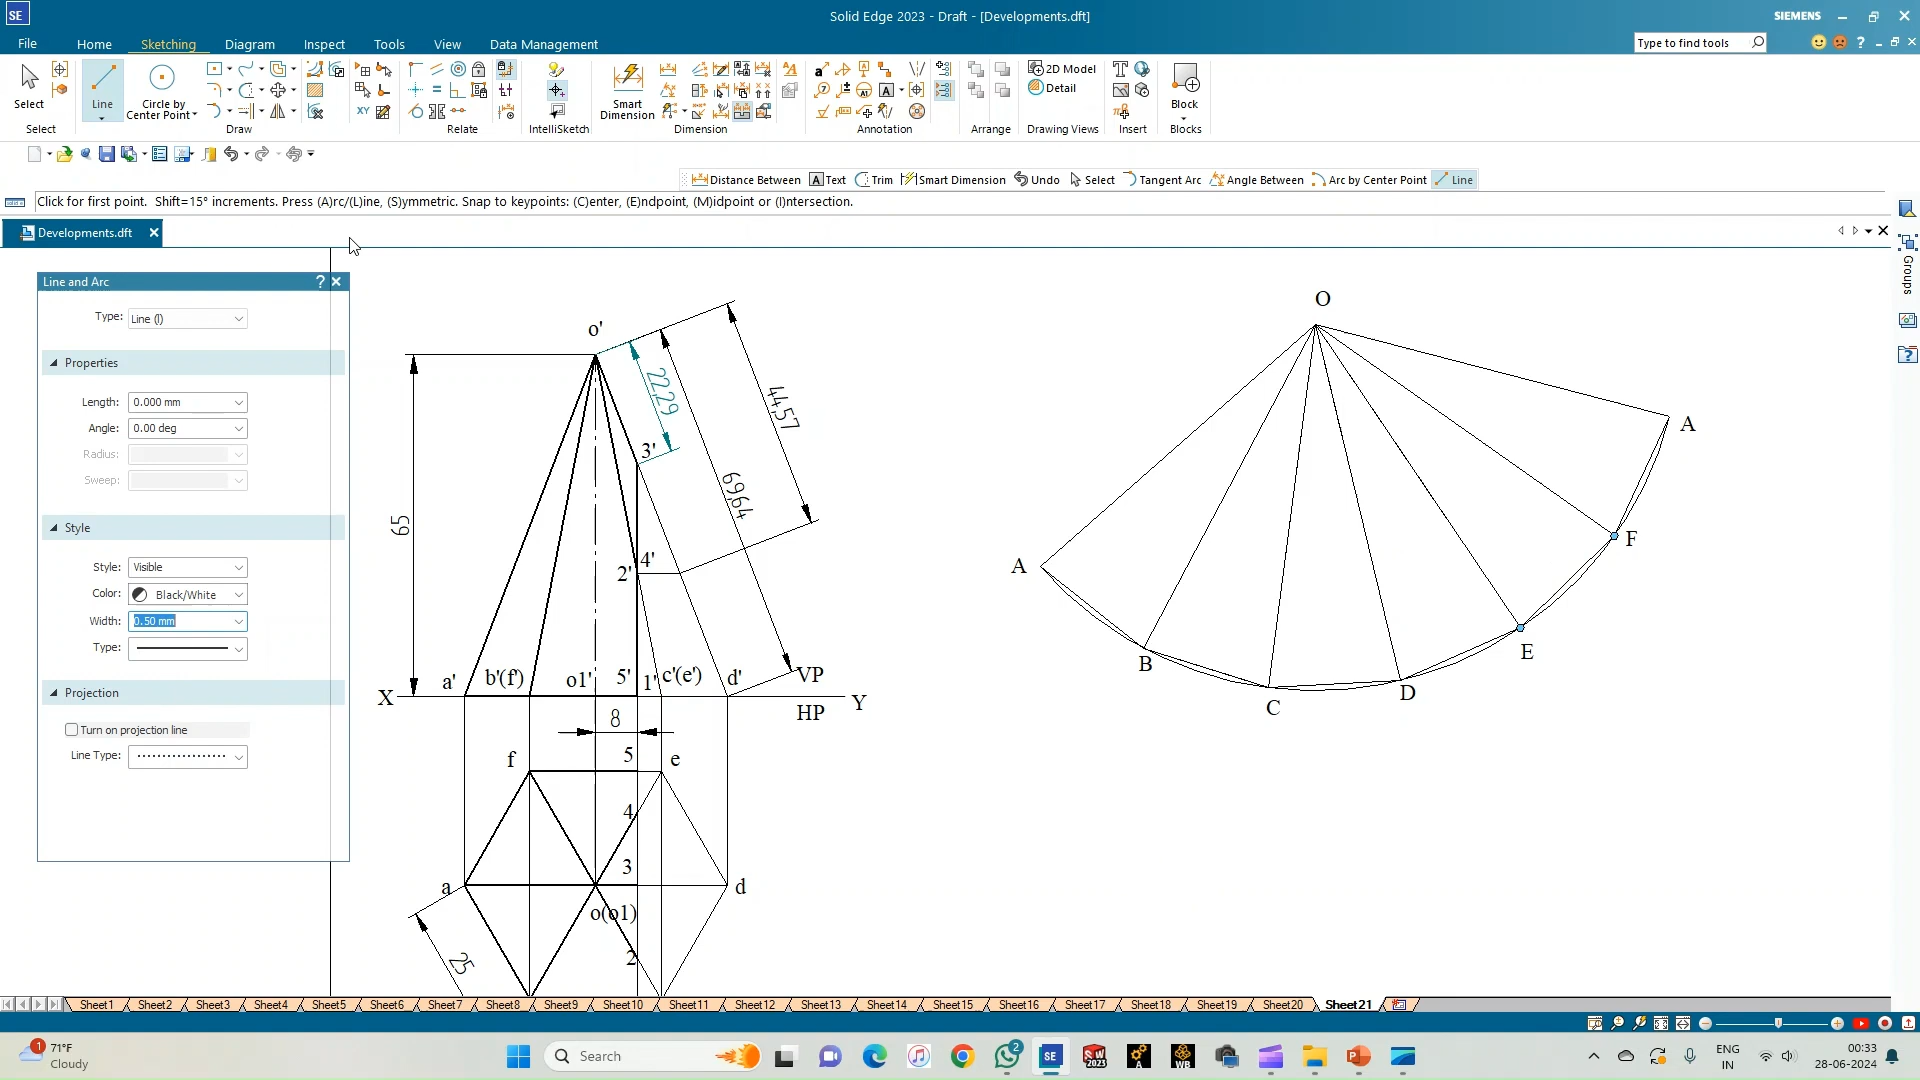 SE
Solid Edge 2023 - Draft - [Developments.dft]
SIEMENS
File Home Sketching Diagram Inspect Tools View Data Management
Type to find tools
Select
Line
Circle by
Center Point
Smart
Dimension
2D Model
Detail
Block
Select Draw Relate IntelliSketch Dimension Annotation Arrange Drawing Views Insert Blocks
Distance Between Text Trim Smart Dimension Undo Select Tangent Arc Angle Between Arc by Center Point Line
Click for first point. Shift=15° increments. Press (A)rc/(L)ine, (S)ymmetric. Snap to keypoints: (C)enter, (E)ndpoint, (M)idpoint or (I)ntersection.
Developments.dft
Groups
Line and Arc
Type: Line (l)
Properties
Length: 0.000 mm
Angle: 0.00 deg
Radius:
Sweep:
Style
Style: Visible
Color: Black/White
Width: 0.50 mm
Type:
Projection
Turn on projection line
Line Type:
o'
22,29
44,57
3'
69,64
65
4'
2'
a' b'(f') o1' 5' 1' c'(e') d' VP
X Y
HP
8
f 5 e
4
3
a d
o(o1)
2
25
O
A
A
F
E
B
D
C
Sheet1 Sheet2 Sheet3 Sheet4 Sheet5 Sheet6 Sheet7 Sheet8 Sheet9 Sheet10 Sheet11 Sheet12 Sheet13 Sheet14 Sheet15 Sheet16 Sheet17 Sheet18 Sheet19 Sheet20 Sheet21
1
71°F
Cloudy
Search
2
SE
2023
A
WB
ENG
IN
00:33
28-06-2024